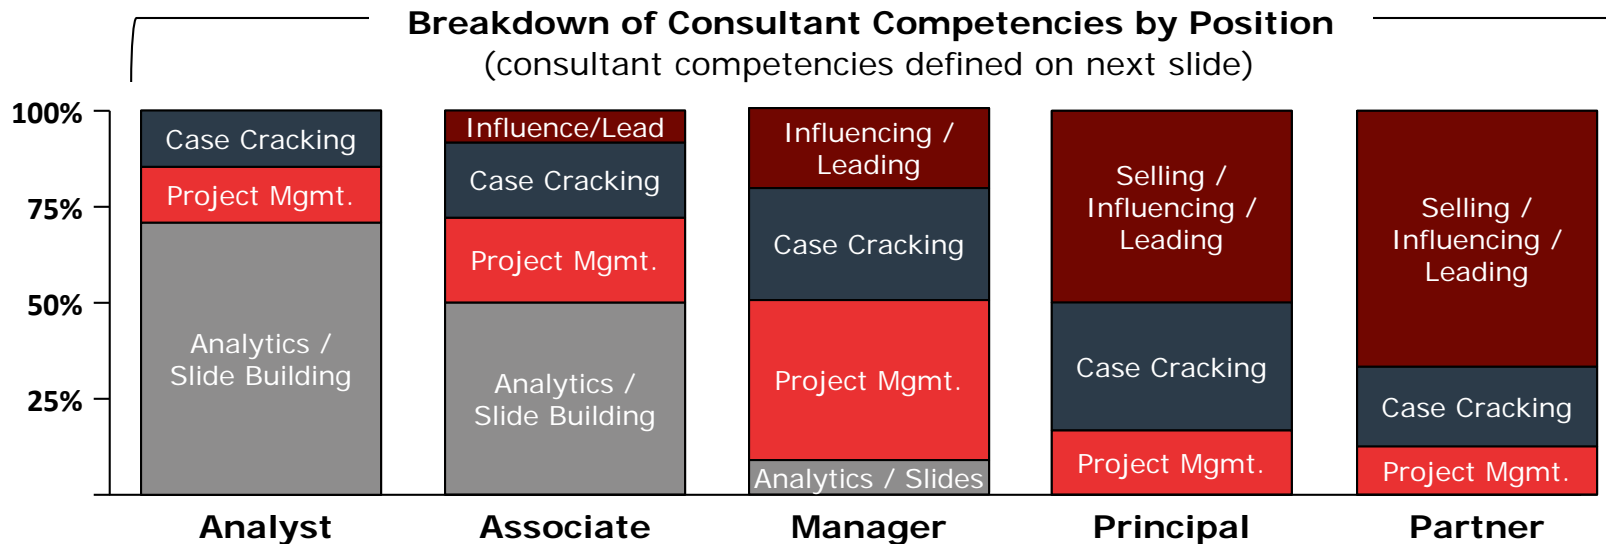 Breakdown of Consultant Competencies by Position
(consultant competencies defined on next slide)
100%
75%
50%
25%
Case Cracking
Project Mgmt.
Analytics /
Slide Building
Analyst
Influence/Lead
Case Cracking
Project Mgmt.
Analytics /
Slide Building
Associate
Influencing /
Leading
Case Cracking
Project Mgmt.
Analytics / Slides
Manager
Selling /
Influencing /
Leading
Case Cracking
Project Mgmt.
Principal
Selling /
Influencing /
Leading
Case Cracking
Project Mgmt.
Partner